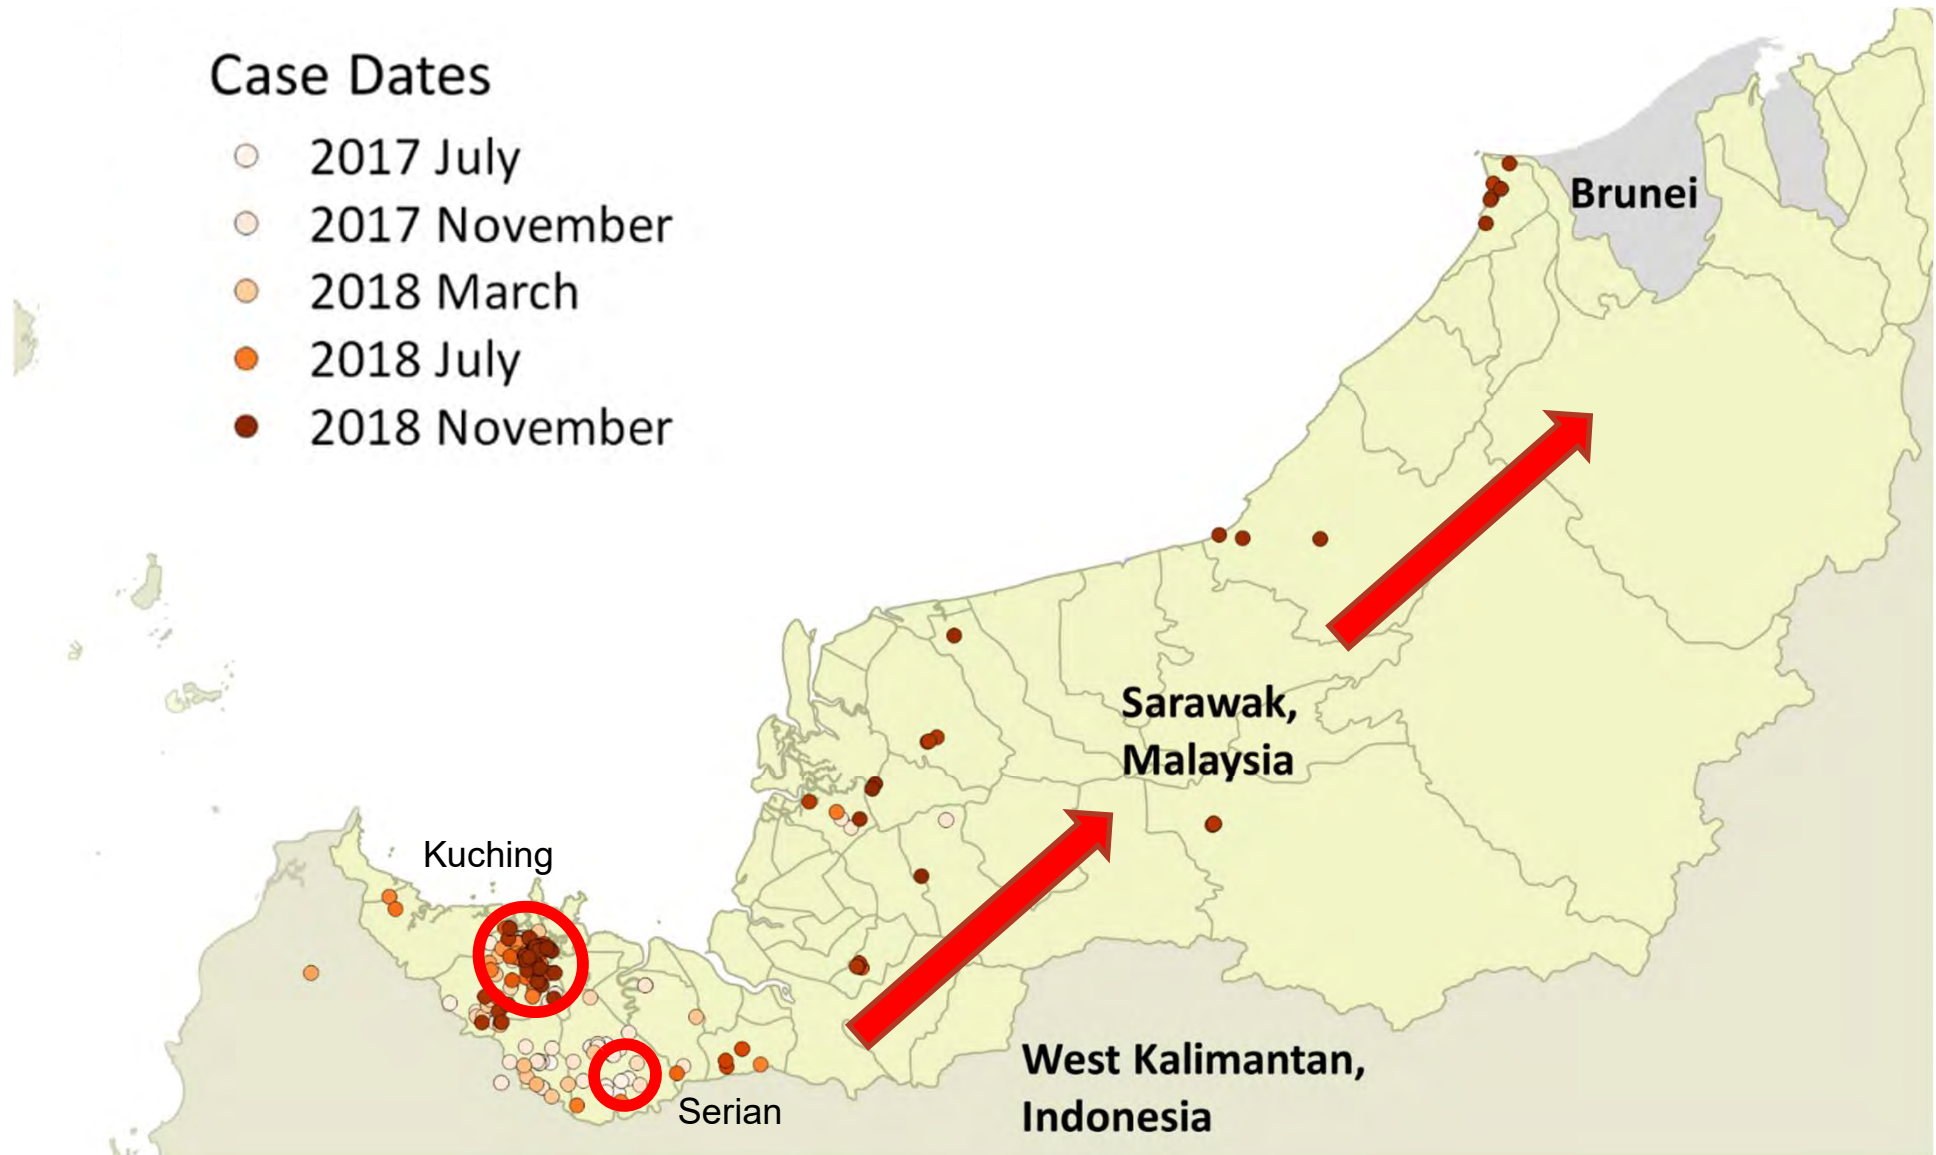 Case Dates
2017 July
2017 November
2018 March
2018 July
2018 November
Brunei
Sarawak,
Malaysia
Kuching
West Kalimantan,
Indonesia
Serian